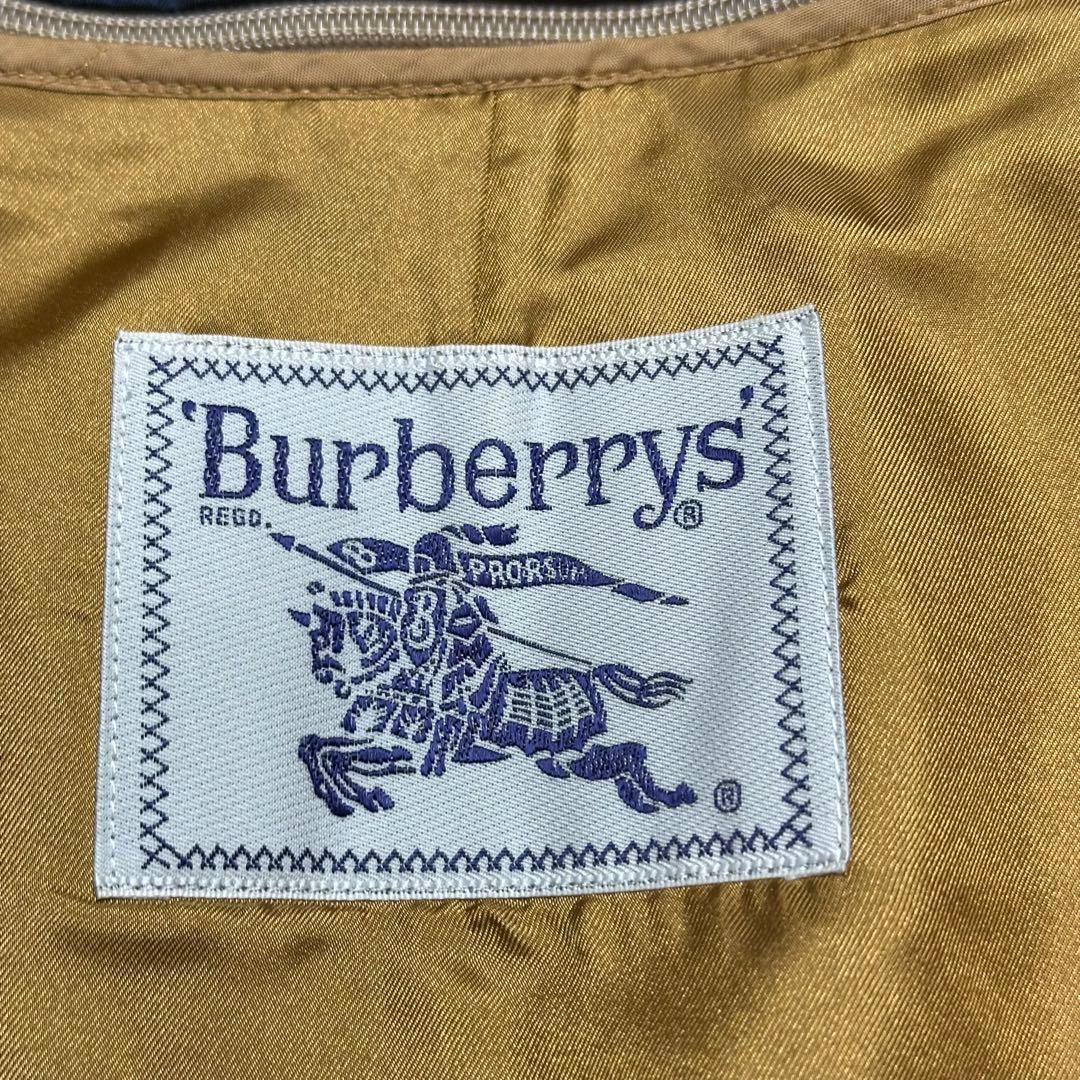 'Burberrys'
REGD. ®
B PRORSUM
®